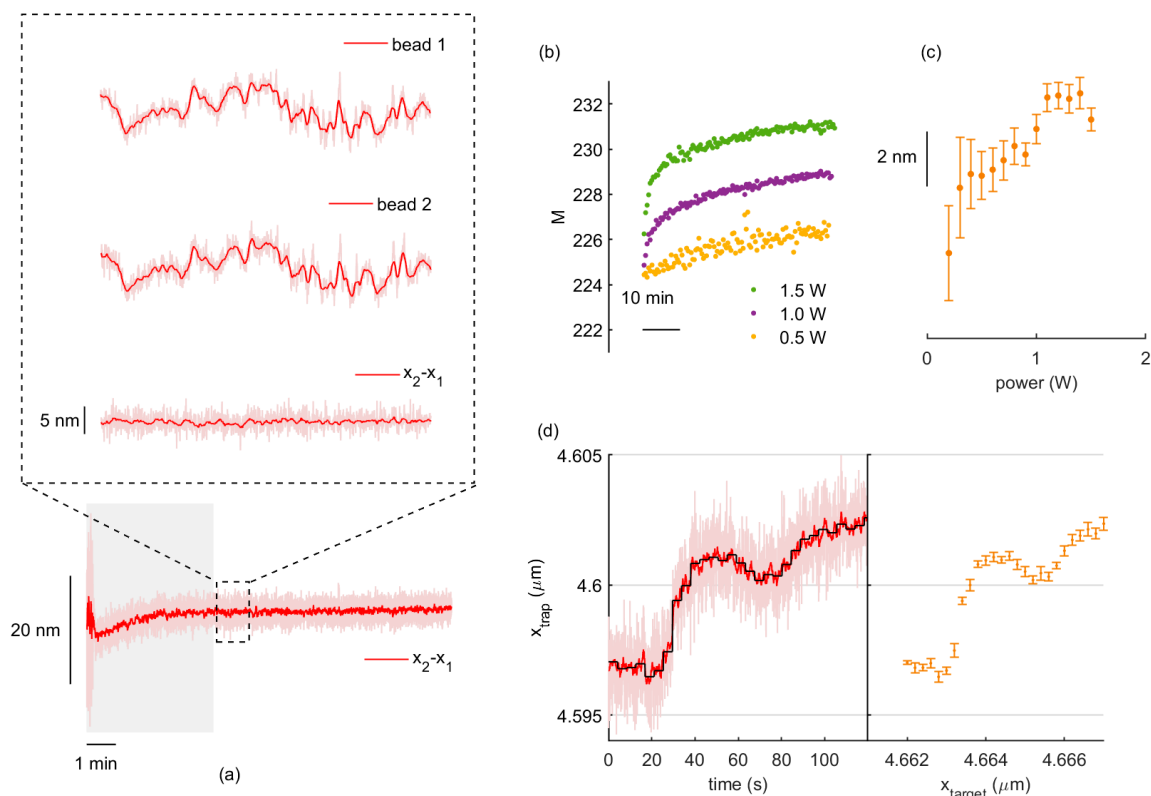 bead 1
bead 2
x2-x1
5 nm
20 nm
x2-x1
1 min
(a)
(b)
M
232
230
228
226
224
222
10 min
1.5 W
1.0 W
0.5 W
(c)
2 nm
0
1
2
power (W)
(d)
xtrap (μm)
4.605
4.6
4.595
0
20
40
60
80
100
time (s)
4.662
4.664
4.666
xtarget (μm)